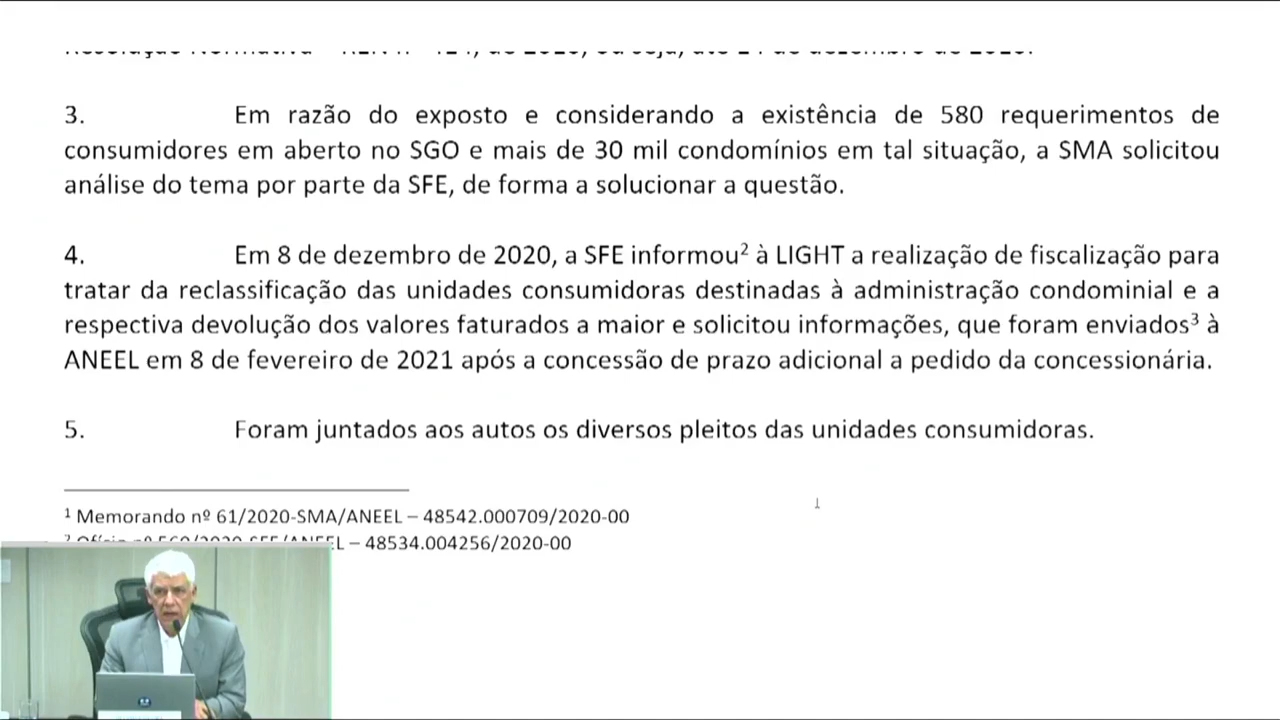 3. Em razão do exposto e considerando a existência de 580 requerimentos de
consumidores em aberto no SGO e mais de 30 mil condomínios em tal situação, a SMA solicitou
análise do tema por parte da SFE, de forma a solucionar a questão.
4. Em 8 de dezembro de 2020, a SFE informou² à LIGHT a realização de fiscalização para
tratar da reclassificação das unidades consumidoras destinadas à administração condominial e a
respectiva devolução dos valores faturados a maior e solicitou informações, que foram enviados³ à
ANEEL em 8 de fevereiro de 2021 após a concessão de prazo adicional a pedido da concessionária.
5. Foram juntados aos autos os diversos pleitos das unidades consumidoras.
¹ Memorando nº 61/2020-SMA/ANEEL – 48542.000709/2020-00
– 48534.004256/2020-00